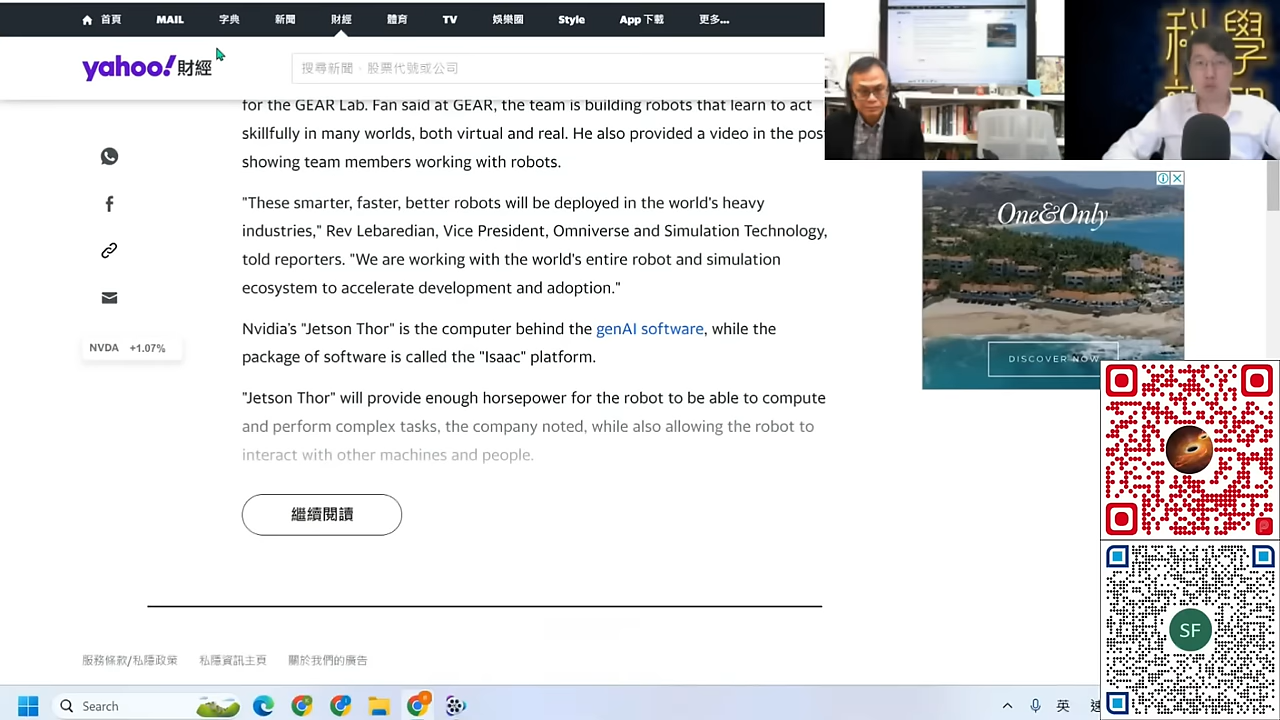 首頁 MAIL 字典 新聞 財經 體育 TV 娛樂圈 Style App下載 更多...
yahoo!財經
搜尋新聞、股票代號或公司
科學
for the GEAR Lab. Fan said at GEAR, the team is building robots that learn to act
skillfully in many worlds, both virtual and real. He also provided a video in the pos
showing team members working with robots.
"These smarter, faster, better robots will be deployed in the world's heavy
industries," Rev Lebaredian, Vice President, Omniverse and Simulation Technology,
told reporters. "We are working with the world's entire robot and simulation
ecosystem to accelerate development and adoption."
Nvidia's "Jetson Thor" is the computer behind the genAI software, while the
package of software is called the "Isaac" platform.
"Jetson Thor" will provide enough horsepower for the robot to be able to compute
and perform complex tasks, the company noted, while also allowing the robot to
interact with other machines and people.
NVDA +1.07%
One&Only
DISCOVER NOW
繼續閱讀
SF
服務條款/私隱政策 私隱資訊主頁 關於我們的廣告
Search
英